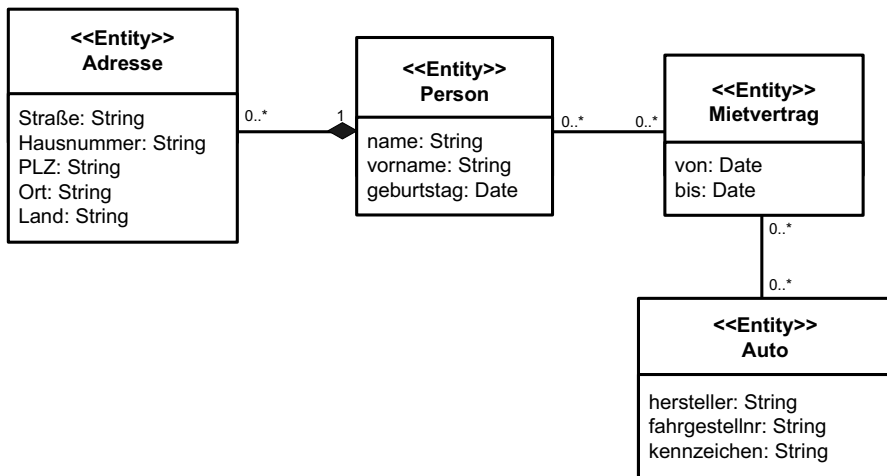 <<Entity>>
Adresse
Straße: String
Hausnummer: String
PLZ: String
Ort: String
Land: String
0..*
1
<<Entity>>
Person
name: String
vorname: String
geburtstag: Date
0..*
0..*
<<Entity>>
Mietvertrag
von: Date
bis: Date
0..*
0..*
<<Entity>>
Auto
hersteller: String
fahrgestellnr: String
kennzeichen: String